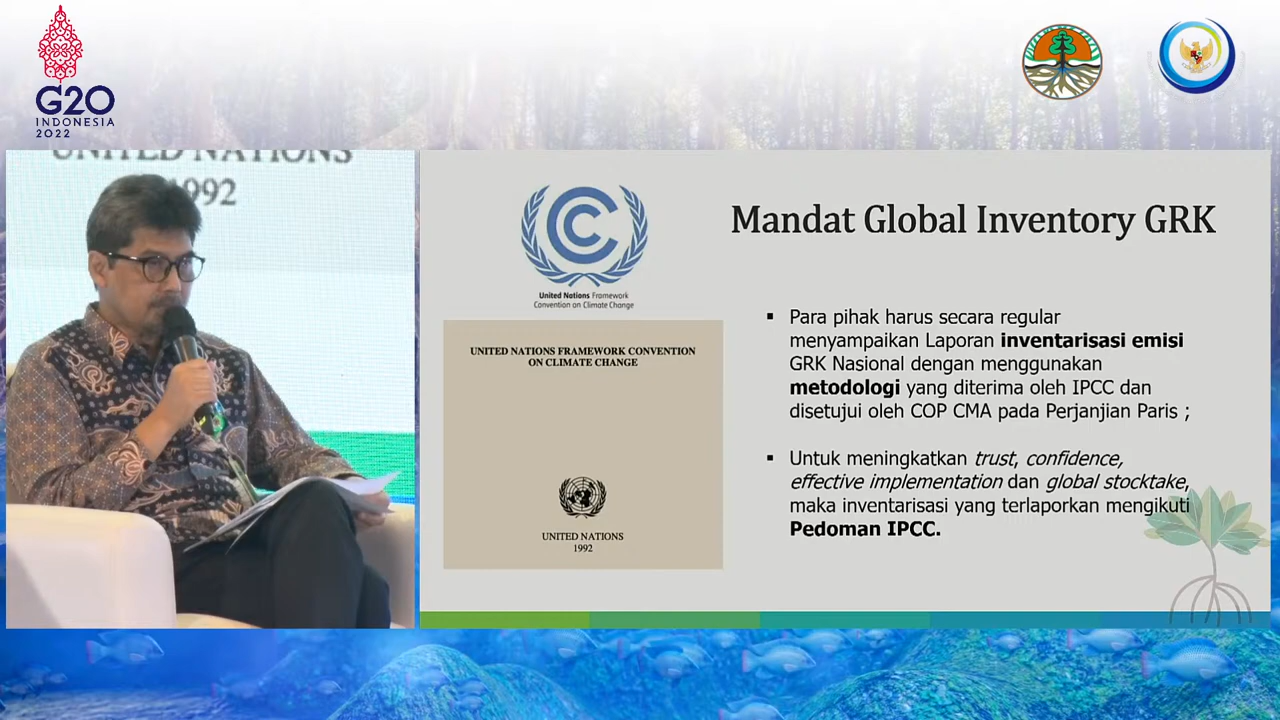 G20
INDONESIA
2022
UNITED NATIONS
1992
United Nations Framework
Convention on Climate Change
UNITED NATIONS FRAMEWORK CONVENTION
ON CLIMATE CHANGE
UNITED NATIONS
1992
Mandat Global Inventory GRK
▪ Para pihak harus secara regular
menyampaikan Laporan inventarisasi emisi
GRK Nasional dengan menggunakan
metodologi yang diterima oleh IPCC dan
disetujui oleh COP CMA pada Perjanjian Paris ;
▪ Untuk meningkatkan trust, confidence,
effective implementation dan global stocktake,
maka inventarisasi yang terlaporkan mengikuti
Pedoman IPCC.